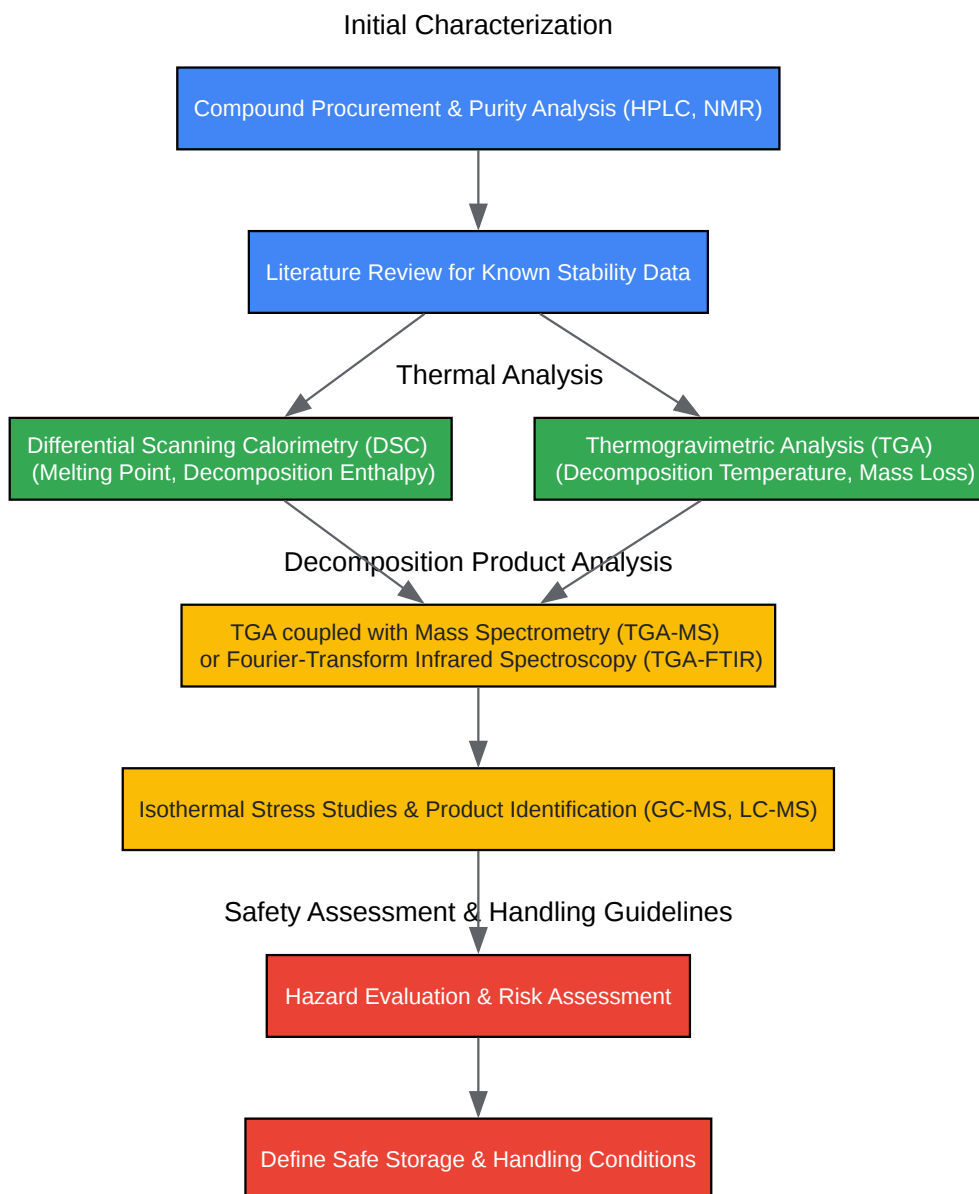 Initial Characterization
Compound Procurement & Purity Analysis (HPLC, NMR)
Literature Review for Known Stability Data
Thermal Analysis
Differential Scanning Calorimetry (DSC)
(Melting Point, Decomposition Enthalpy)
Thermogravimetric Analysis (TGA)
(Decomposition Temperature, Mass Loss)
Decomposition Product Analysis
TGA coupled with Mass Spectrometry (TGA-MS)
or Fourier-Transform Infrared Spectroscopy (TGA-FTIR)
Isothermal Stress Studies & Product Identification (GC-MS, LC-MS)
Safety Assessment & Handling Guidelines
Hazard Evaluation & Risk Assessment
Define Safe Storage & Handling Conditions